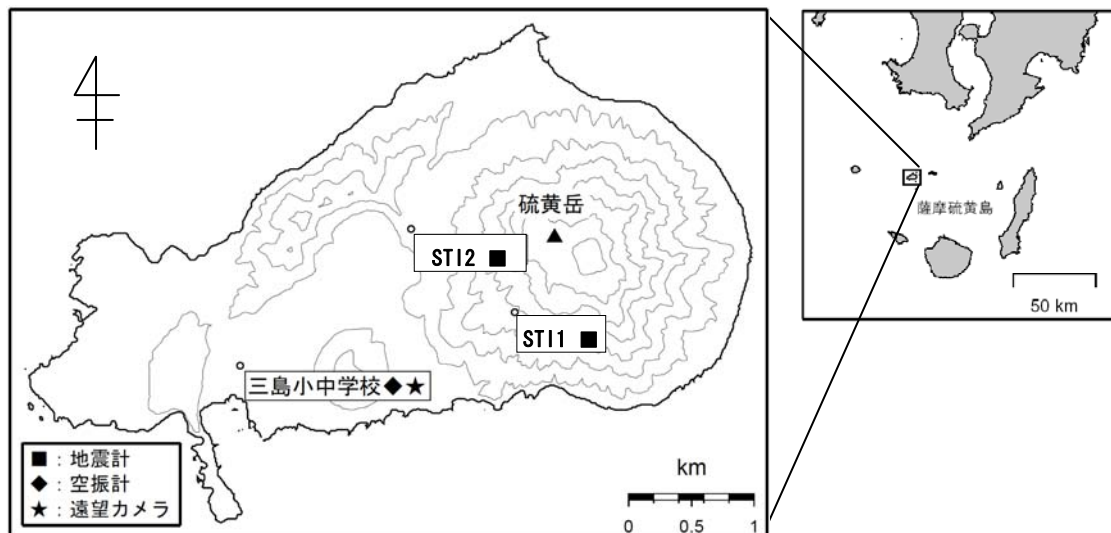 硫黄岳
STI2 ■
STI1 ■
三島小中学校◆★
■：地震計
◆：空振計
★：遠望カメラ
km
0 0.5 1
薩摩硫黄島
50 km